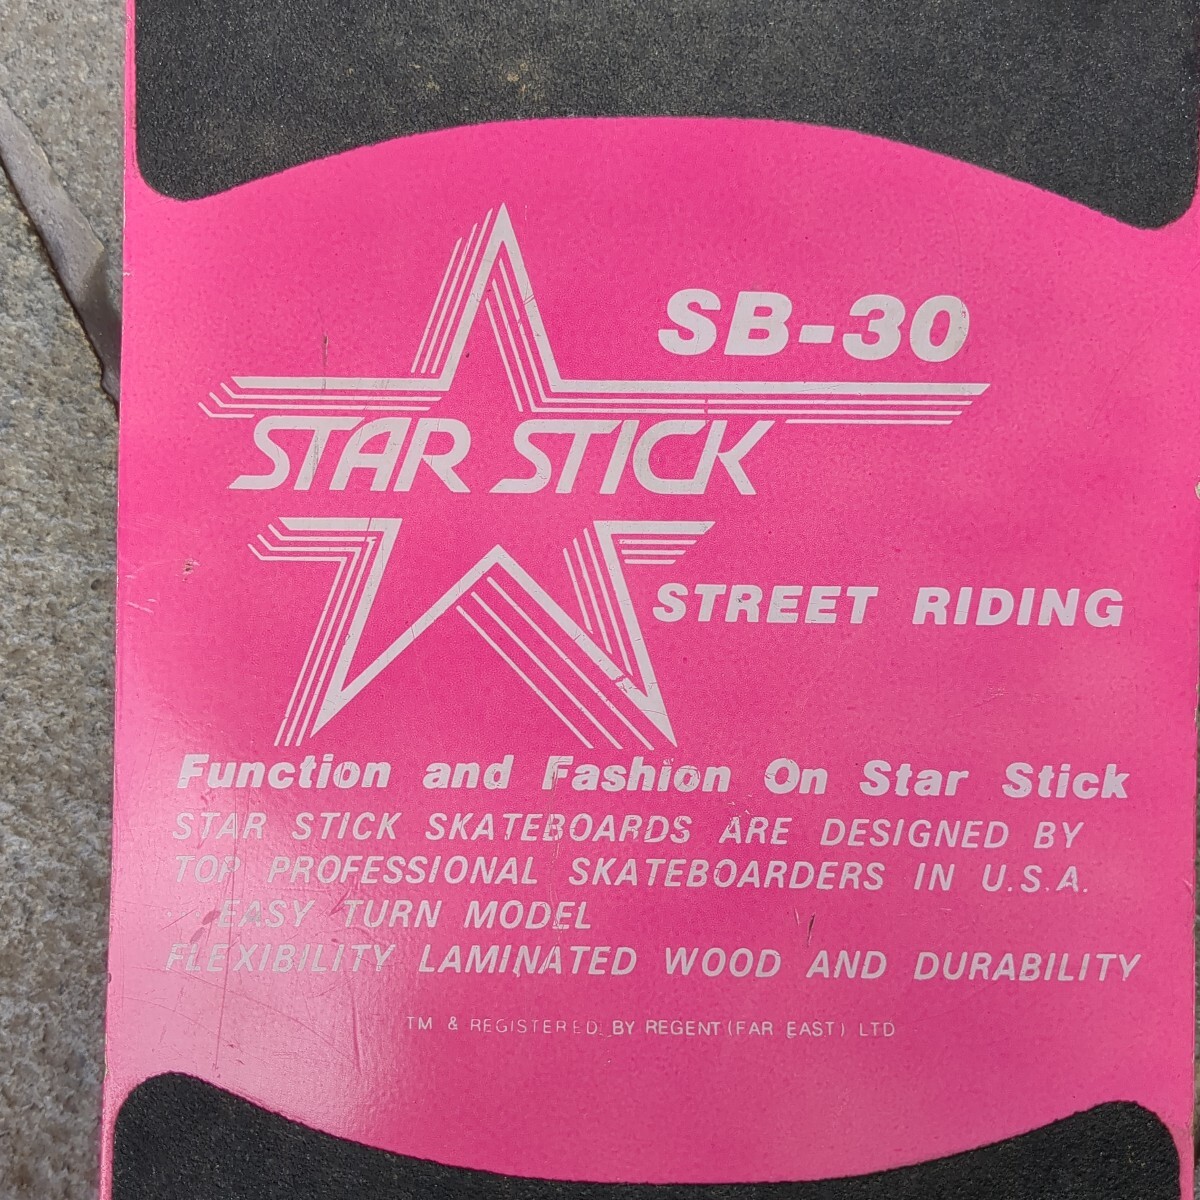 SB-30
STAR STICK
STREET RIDING
Function and Fashion On Star Stick
STAR STICK SKATEBOARDS ARE DESIGNED BY
TOP PROFESSIONAL SKATEBOARDERS IN U.S.A.
EASY TURN MODEL
FLEXIBILITY LAMINATED WOOD AND DURABILITY
TM & REGISTERED BY REGENT (FAR EAST) LTD